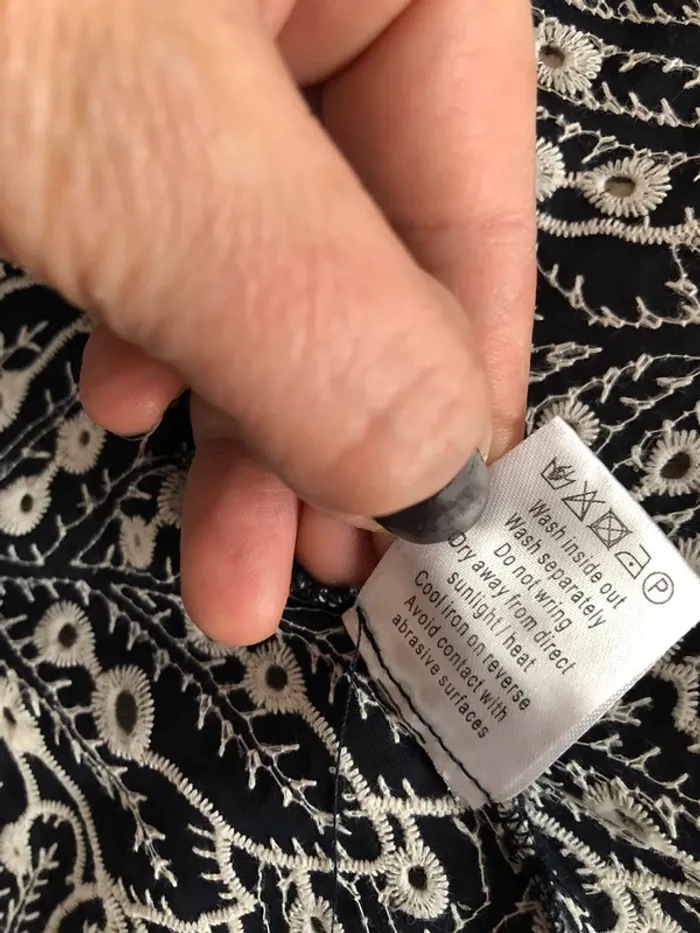 P
Wash inside out
Wash separately
Do not wring
Dry away from direct
sunlight / heat
Cool iron on reverse
Avoid contact with
abrasive surfaces